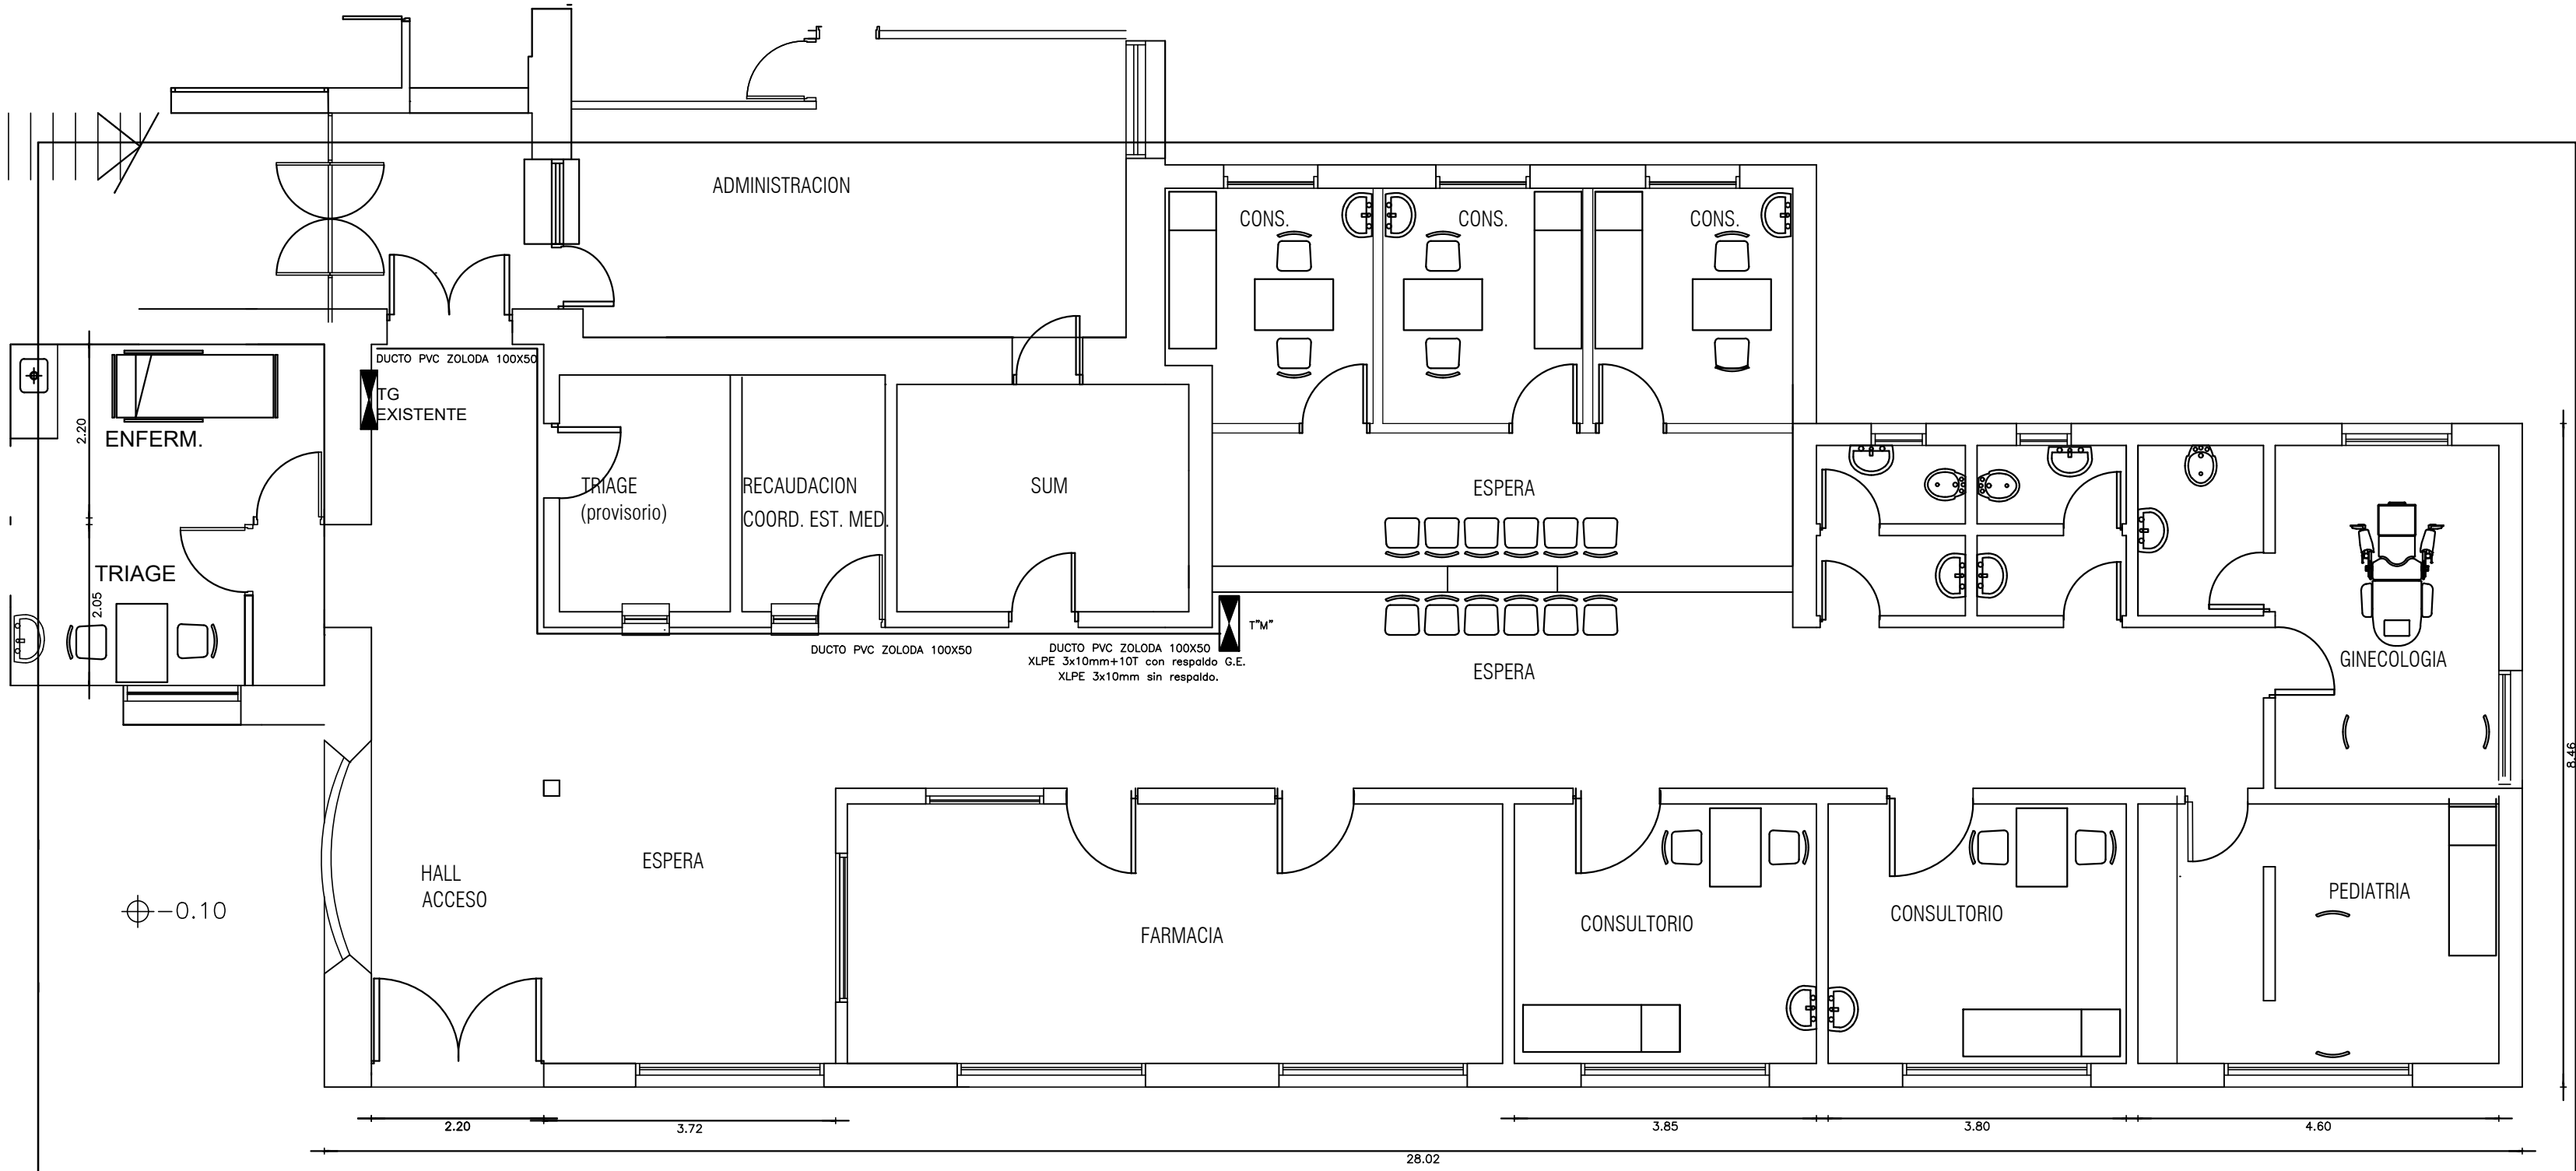 ADMINISTRACION
CONS.
CONS.
CONS.
DUCTO PVC ZOLODA 100X50
TG
EXISTENTE
2.20
ENFERM.
TRIAGE
(provisorio)
RECAUDACION
COORD. EST. MED.
SUM
ESPERA
TRIAGE
2.05
T"M"
DUCTO PVC ZOLODA 100X50
DUCTO PVC ZOLODA 100X50
XLPE 3x10mm+10T con respaldo G.E.
XLPE 3x10mm sin respaldo.
ESPERA
GINECOLOGIA
8.46
HALL
ACCESO
ESPERA
-0.10
FARMACIA
CONSULTORIO
CONSULTORIO
PEDIATRIA
2.20
3.72
3.85
3.80
4.60
28.02